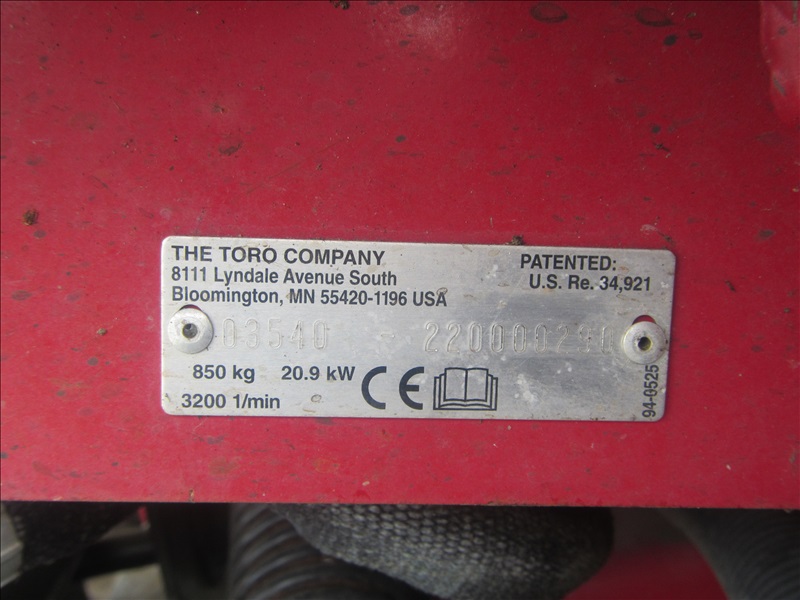 THE TORO COMPANY
8111 Lyndale Avenue South
Bloomington, MN 55420-1196 USA
PATENTED:
U.S. Re. 34,921
03540
850 kg 20.9 kW CE
3200 1/min
94-0525